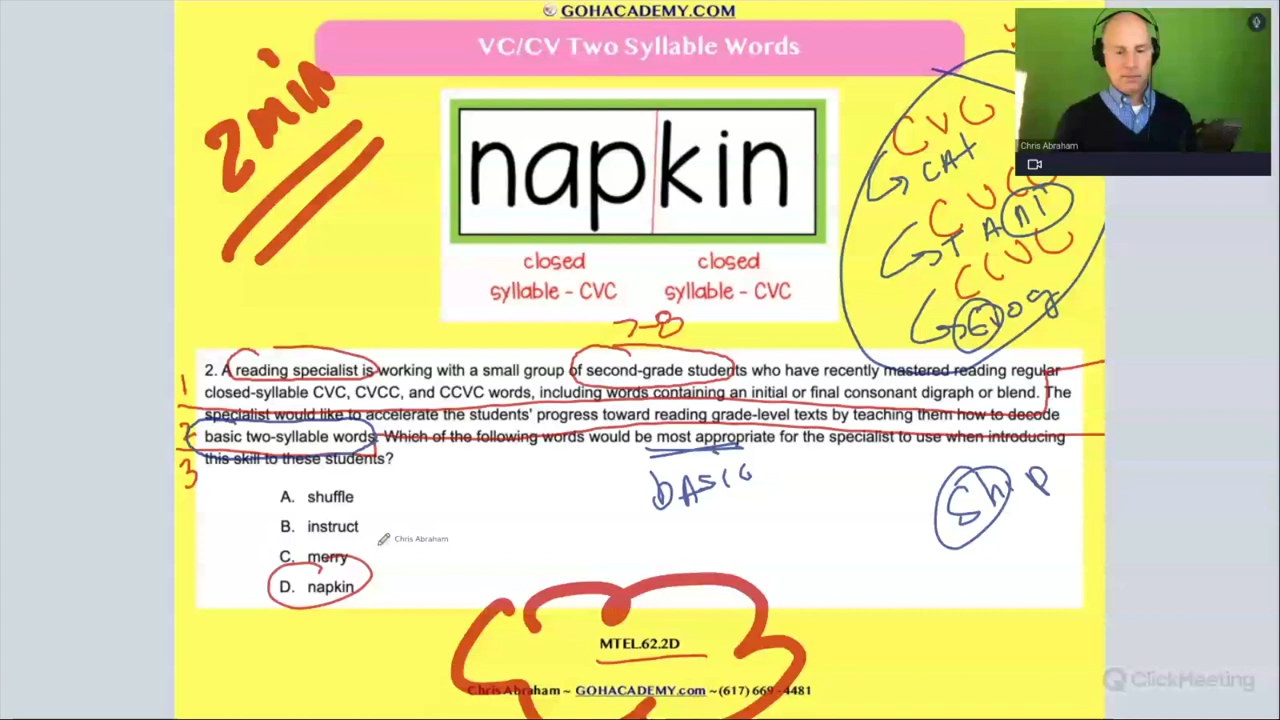 GOHACADEMY.COM
VC/CV Two Syllable Words
2min
napkin
closed
syllable - CVC
closed
syllable - CVC
CVC
CAT
CVCC
TANT
CCVC
Chris Abraham
7-8
2. A reading specialist is working with a small group of second-grade students who have recently mastered reading regular
closed-syllable CVC, CVCC, and CCVC words, including words containing an initial or final consonant digraph or blend. The
specialist would like to accelerate the students' progress toward reading grade-level texts by teaching them how to decode
basic two-syllable words. Which of the following words would be most appropriate for the specialist to use when introducing
this skill to these students?
1
2
3
basic
Ship
A. shuffle
B. instruct
C. merry
D. napkin
Chris Abraham
MTEL.62.2D
Chris Abraham ~ GOHACADEMY.com ~(617) 669 - 4481
ClickMeeting